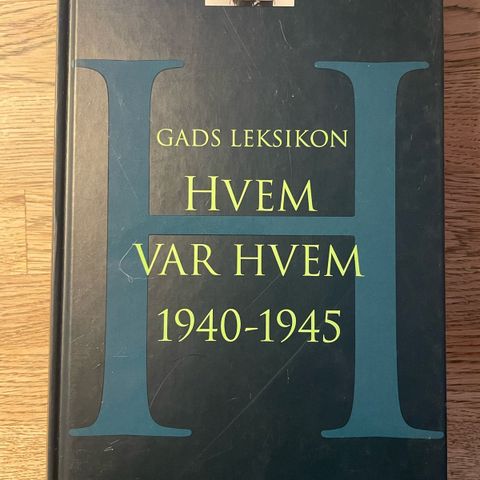 H
GADS LEKSIKON
HVEM
VAR HVEM
1940-1945